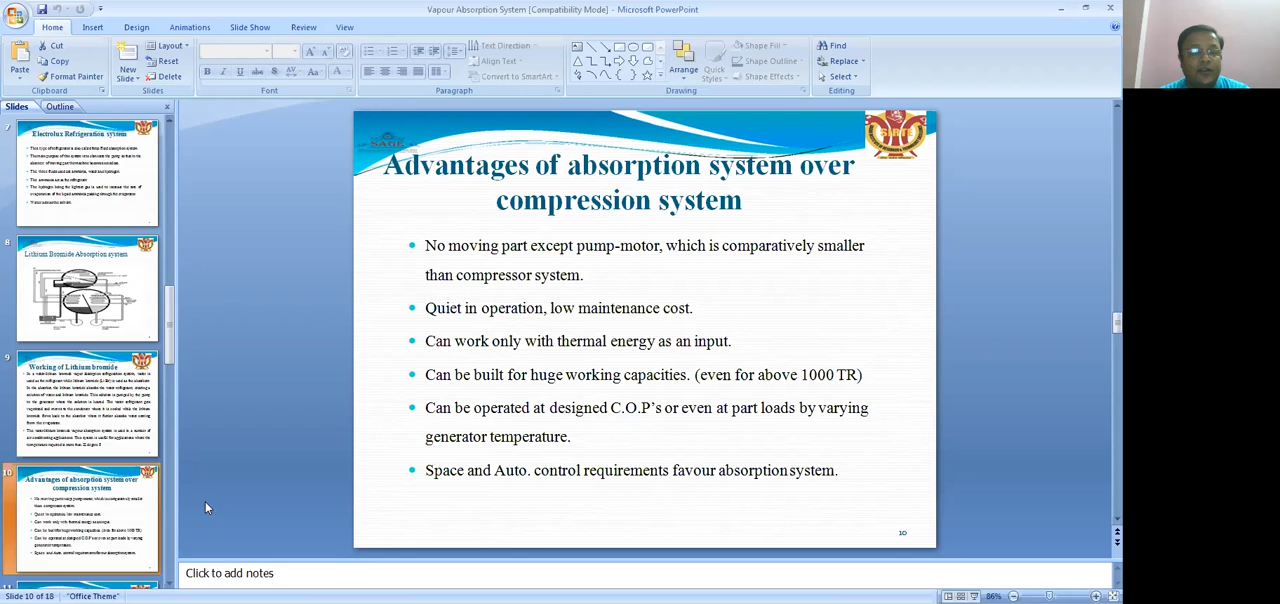 Vapour Absorption System [Compatibility Mode] - Microsoft PowerPoint
Home Insert Design Animations Slide Show Review View
Paste
Cut
Copy
Format Painter
Clipboard
New Slide
Layout
Reset
Delete
Slides
Font
Paragraph
Text Direction
Align Text
Convert to SmartArt
Arrange
Quick Styles
Shape Fill
Shape Outline
Shape Effects
Drawing
Find
Replace
Select
Editing
Slides Outline
7
Electrolux Refrigeration system
8
Lithium Bromide Absorption system
9
Working of Lithium bromide
10
Advantages of absorption system over
compression system
11
SAGE
Advantages of absorption system over
compression system
No moving part except pump-motor, which is comparatively smaller
than compressor system.
Quiet in operation, low maintenance cost.
Can work only with thermal energy as an input.
Can be built for huge working capacities. (even for above 1000 TR)
Can be operated at designed C.O.P's or even at part loads by varying
generator temperature.
Space and Auto. control requirements favour absorption system.
10
Click to add notes
Slide 10 of 18 "Office Theme" 86%